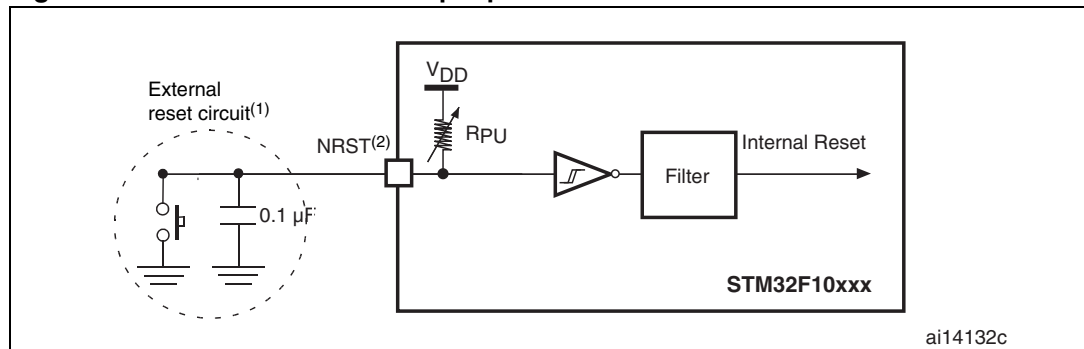 VDD
External
reset circuit(1)
NRST(2)
RPU
Internal Reset
Filter
0.1 µF
STM32F10xxx
ai14132c